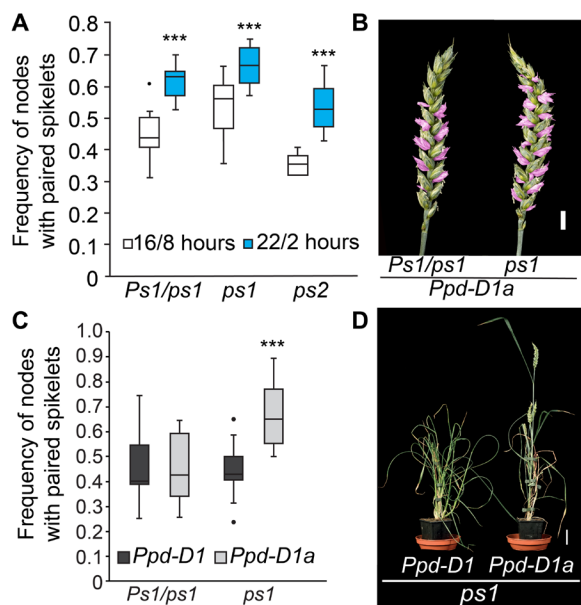 A
Frequency of nodes
with paired spikelets
0.8
0.7
0.6
0.5
0.4
0.3
0.2
0.1
0
***
***
***
16/8 hours
22/2 hours
Ps1/ps1
ps1
ps2
B
Ps1/ps1
ps1
Ppd-D1a
C
Frequency of nodes
with paired spikelets
1.0
0.9
0.8
0.7
0.6
0.5
0.4
0.3
0.2
0.1
0
***
Ppd-D1
Ppd-D1a
Ps1/ps1
ps1
D
Ppd-D1
Ppd-D1a
ps1